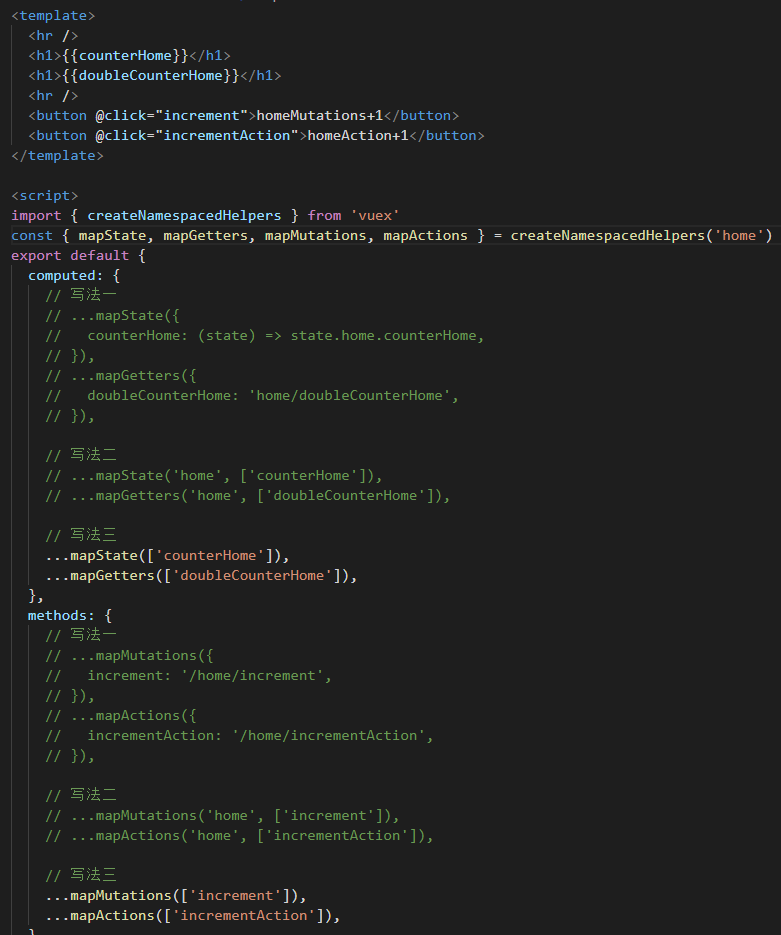 <template>
  <hr />
  <h1>{{counterHome}}</h1>
  <h1>{{doubleCounterHome}}</h1>
  <hr />
  <button @click="increment">homeMutations+1</button>
  <button @click="incrementAction">homeAction+1</button>
</template>

<script>
import { createNamespacedHelpers } from 'vuex'
const { mapState, mapGetters, mapMutations, mapActions } = createNamespacedHelpers('home')
export default {
  computed: {
    // 写法一
    // ...mapState({
    //   counterHome: (state) => state.home.counterHome,
    // }),
    // ...mapGetters({
    //   doubleCounterHome: 'home/doubleCounterHome',
    // }),

    // 写法二
    // ...mapState('home', ['counterHome']),
    // ...mapGetters('home', ['doubleCounterHome']),

    // 写法三
    ...mapState(['counterHome']),
    ...mapGetters(['doubleCounterHome']),
  },
  methods: {
    // 写法一
    // ...mapMutations({
    //   increment: '/home/increment',
    // }),
    // ...mapActions({
    //   incrementAction: '/home/incrementAction',
    // }),

    // 写法二
    // ...mapMutations('home', ['increment']),
    // ...mapActions('home', ['incrementAction']),

    // 写法三
    ...mapMutations(['increment']),
    ...mapActions(['incrementAction']),